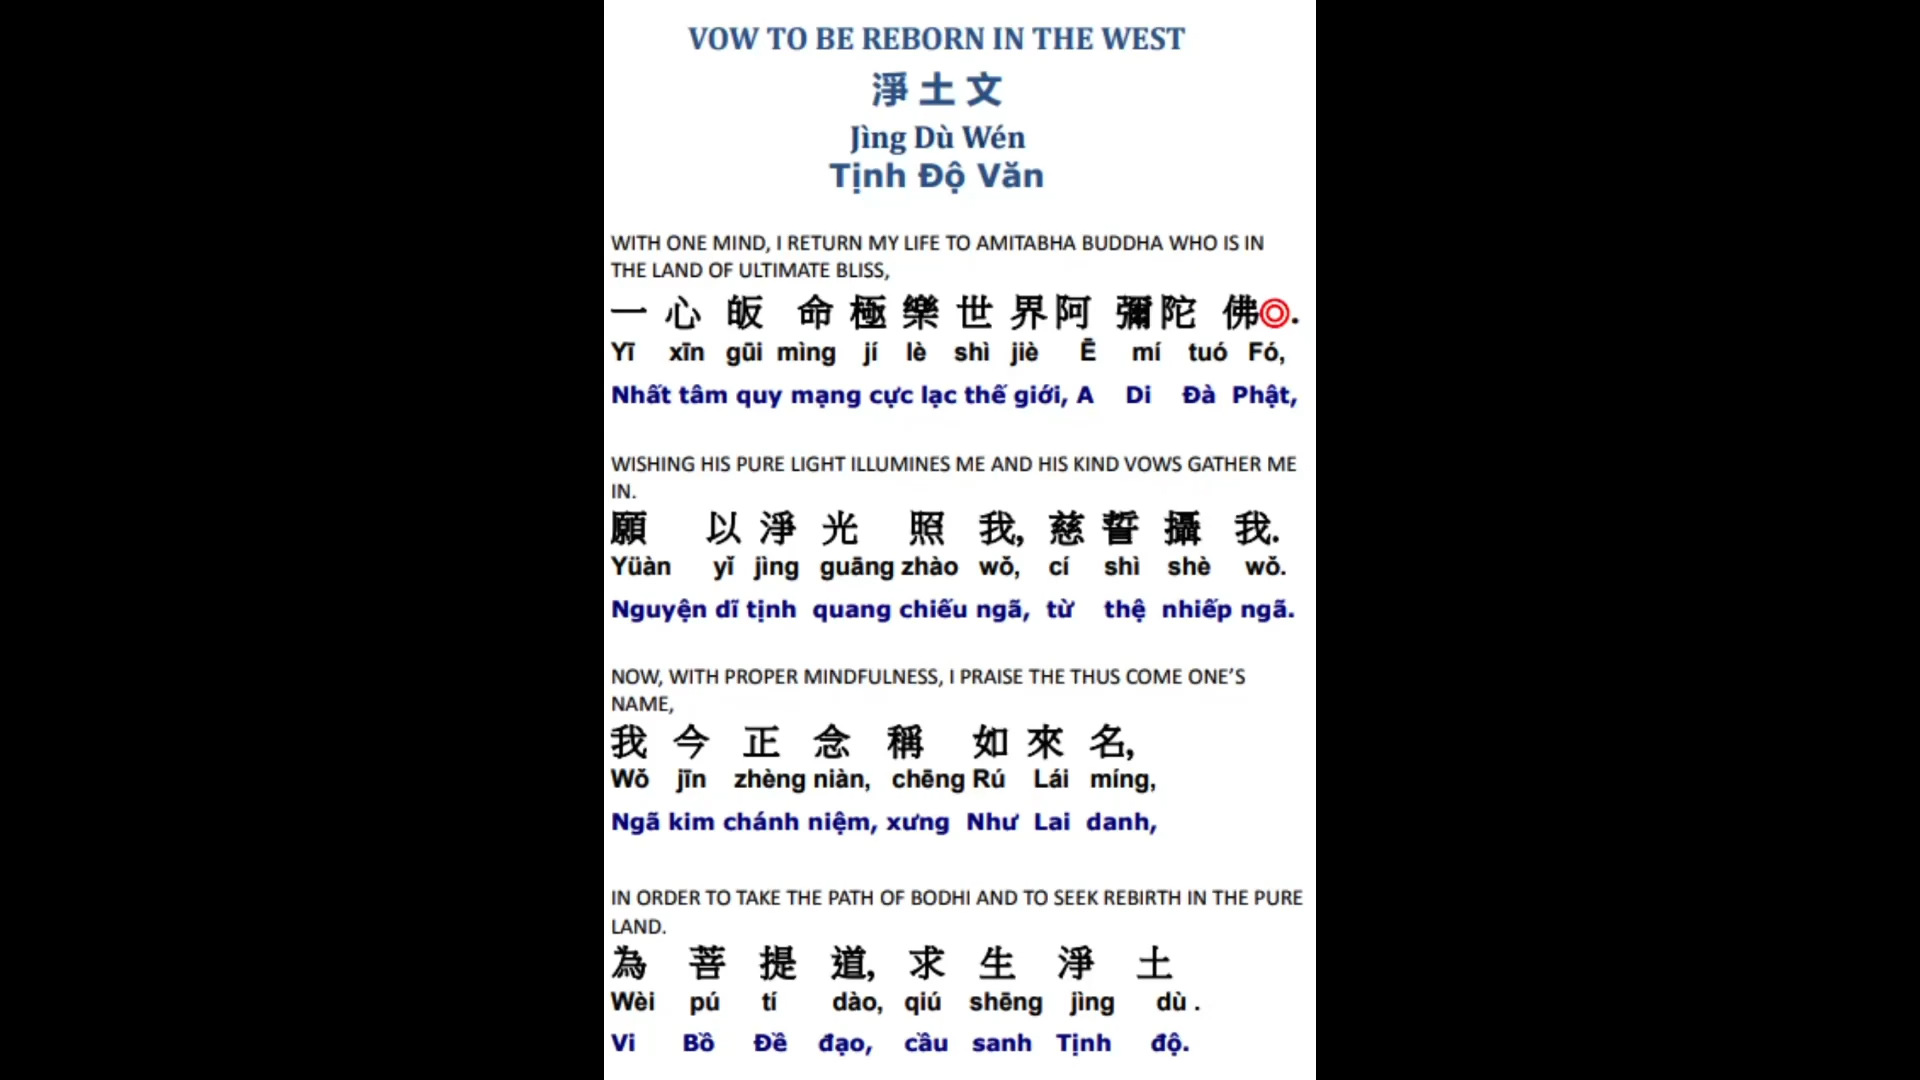 VOW TO BE REBORN IN THE WEST
淨 土 文
Jìng Dù Wén
Tịnh Độ Văn
WITH ONE MIND, I RETURN MY LIFE TO AMITABHA BUDDHA WHO IS IN
THE LAND OF ULTIMATE BLISS,
一 心 皈 命 極 樂 世 界 阿 彌 陀 佛◎.
Yī xīn gūi mìng jí lè shì jiè Ē mí tuó Fó,
Nhất tâm quy mạng cực lạc thế giới, A Di Đà Phật,
WISHING HIS PURE LIGHT ILLUMINES ME AND HIS KIND VOWS GATHER ME
IN.
願 以 淨 光 照 我, 慈 誓 攝 我.
Yüàn yǐ jìng guāng zhào wǒ, cí shì shè wǒ.
Nguyện dĩ tịnh quang chiếu ngã, từ thệ nhiếp ngã.
NOW, WITH PROPER MINDFULNESS, I PRAISE THE THUS COME ONE’S
NAME,
我 今 正 念 稱 如 來 名,
Wǒ jīn zhèng niàn, chēng Rú Lái míng,
Ngã kim chánh niệm, xưng Như Lai danh,
IN ORDER TO TAKE THE PATH OF BODHI AND TO SEEK REBIRTH IN THE PURE
LAND.
為 菩 提 道, 求 生 淨 土
Wèi pú tí dào, qiú shēng jìng dù .
Vi Bồ Đề đạo, cầu sanh Tịnh độ.